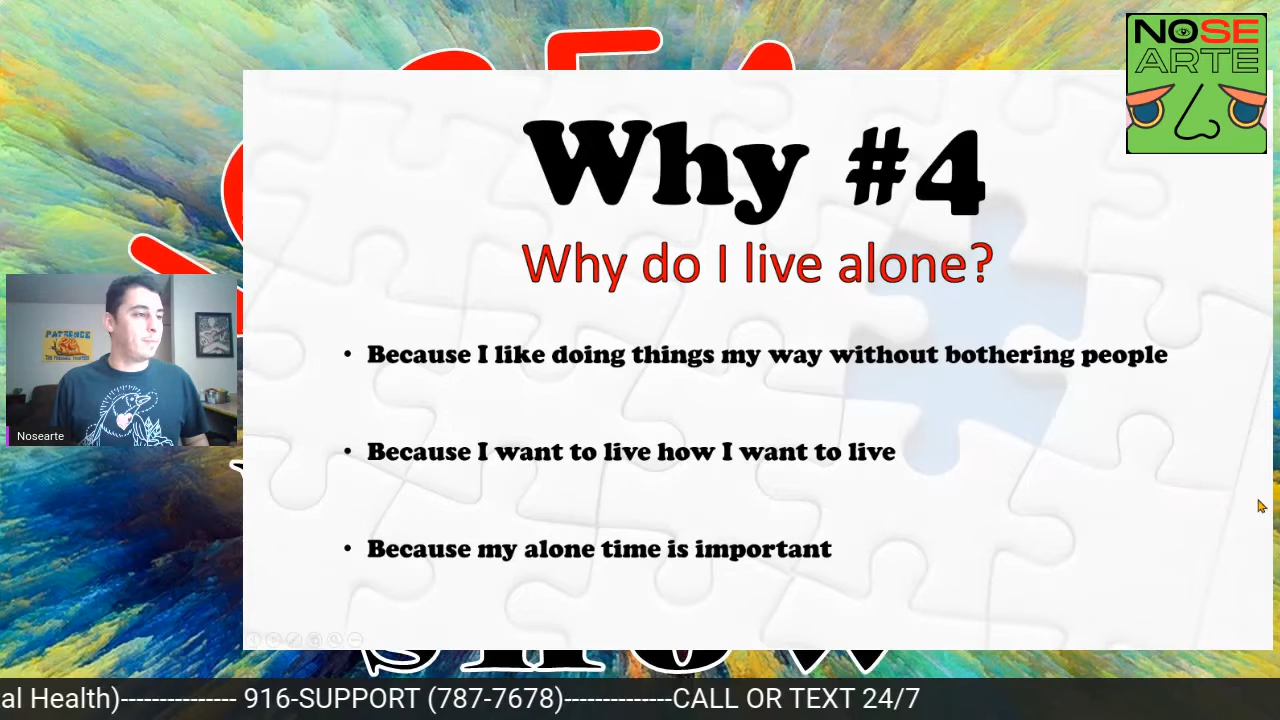 NOSE
ARTE
Why #4
Why do I live alone?
• Because I like doing things my way without bothering people
• Because I want to live how I want to live
• Because my alone time is important
PATIENCE
Nosearte
SHOW
al Health)--------------- 916-SUPPORT (787-7678)-------------CALL OR TEXT 24/7